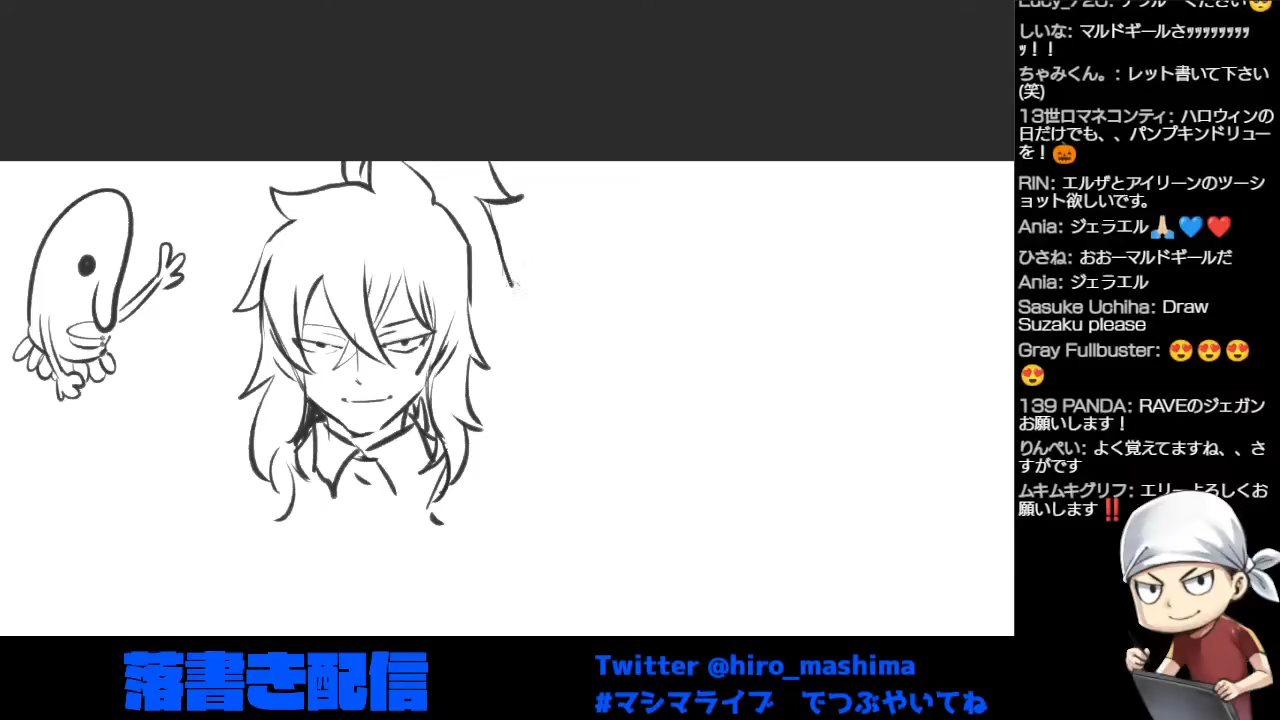 しいな: マルドギールさッッッッッッッッ
ッ！！
ちゃみくん。: レット書いて下さい
(笑)
13世ロマネコンティ: ハロウィンの
日だけでも、、パンプキンドリュー
を！🎃
RIN: エルザとアイリーンのツーシ
ョット欲しいです。
Ania: ジェラエル🙏🏻💙❤️
ひさね: おおーマルドギールだ
Ania: ジェラエル
Sasuke Uchiha: Draw
Suzaku please
Gray Fullbuster: 😍😍😍
😍
139 PANDA: RAVEのジェガン
お願いします！
りんぺい: よく覚えてますね、、さ
すがです
ムキムキグリフ: エリーよろしくお
願いします‼️
落書き配信
Twitter @hiro_mashima
#マシマライブ でつぶやいてね